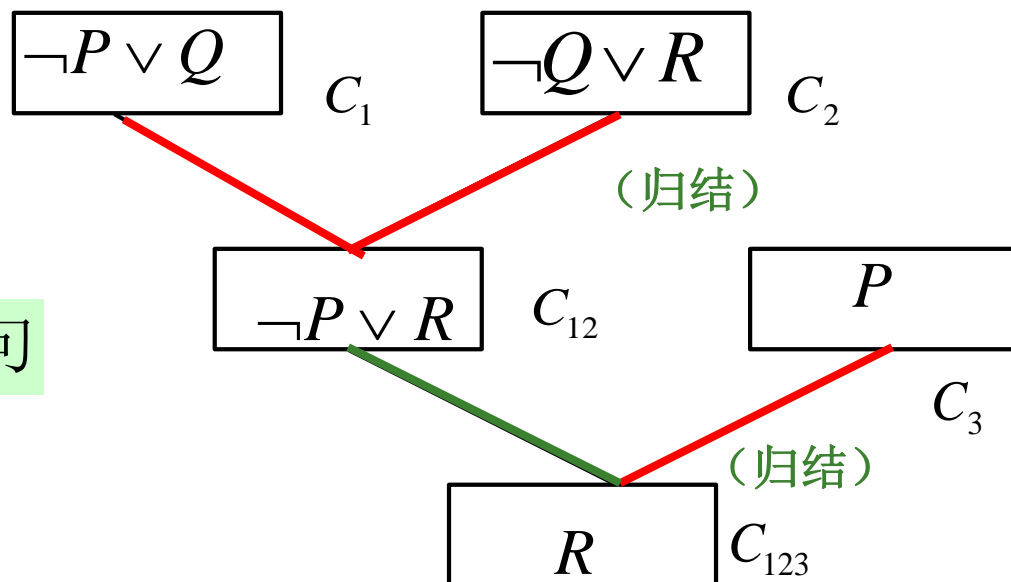 ¬P ∨ Q C₁ ¬Q ∨ R C₂
（归结）
¬P ∨ R C₁₂ P
C₃
（归结）
R C₁₂₃